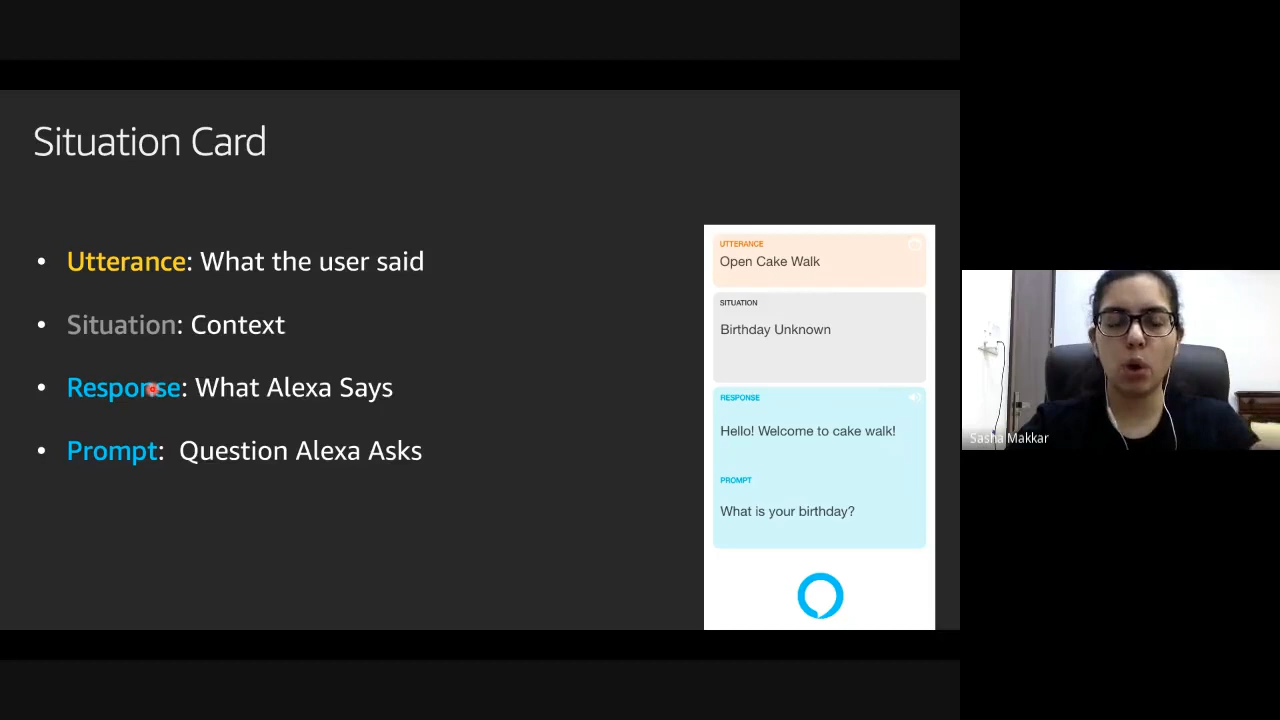 Situation Card
• Utterance: What the user said
• Situation: Context
• Response: What Alexa Says
• Prompt: Question Alexa Asks
UTTERANCE
Open Cake Walk
SITUATION
Birthday Unknown
RESPONSE
Hello! Welcome to cake walk!
PROMPT
What is your birthday?
Sasha Makkar